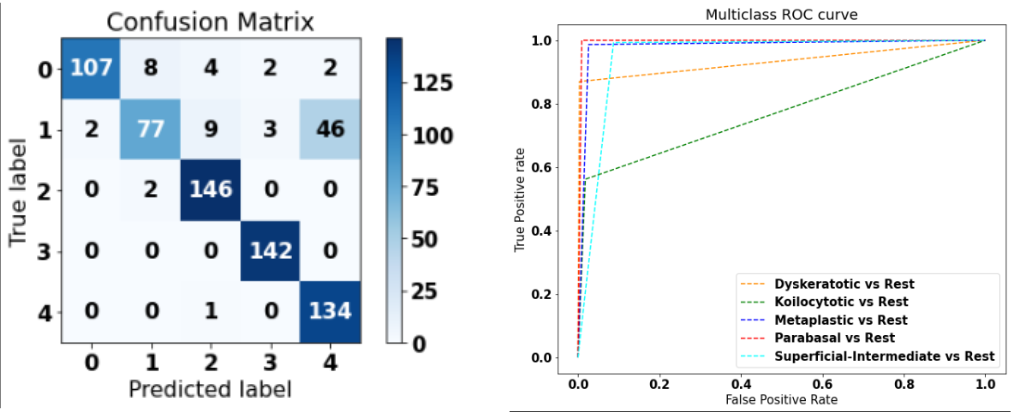 Confusion Matrix
True label
0 107 8 4 2 2
1 2 77 9 3 46
2 0 2 146 0 0
3 0 0 0 142 0
4 0 0 1 0 134
0 1 2 3 4
Predicted label
125
100
75
50
25
0
Multiclass ROC curve
True Positive rate
1.0
0.8
0.6
0.4
0.2
0.0
Dyskeratotic vs Rest
Koilocytotic vs Rest
Metaplastic vs Rest
Parabasal vs Rest
Superficial-Intermediate vs Rest
0.0 0.2 0.4 0.6 0.8 1.0
False Positive Rate